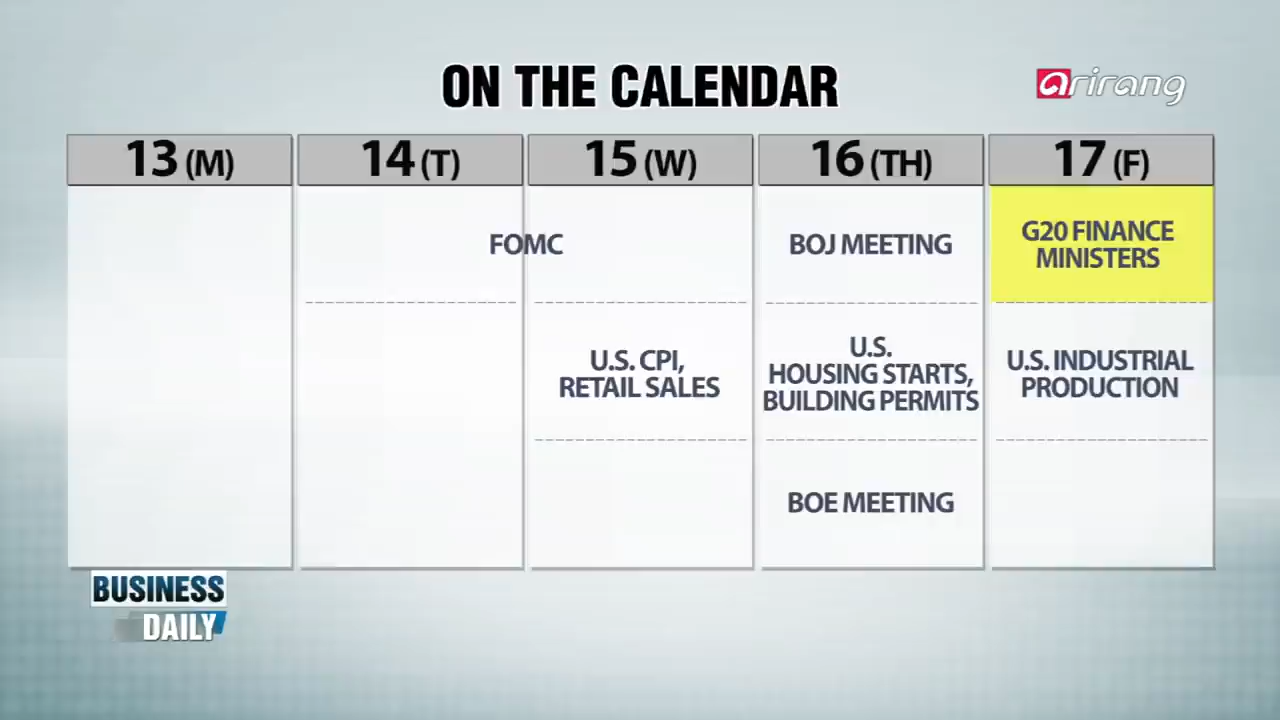 ON THE CALENDAR
arirang
13 (M)
14 (T)
15 (W)
16 (TH)
17 (F)
FOMC
BOJ MEETING
G20 FINANCE
MINISTERS
U.S. CPI,
RETAIL SALES
U.S.
HOUSING STARTS,
BUILDING PERMITS
U.S. INDUSTRIAL
PRODUCTION
BOE MEETING
BUSINESS
DAILY